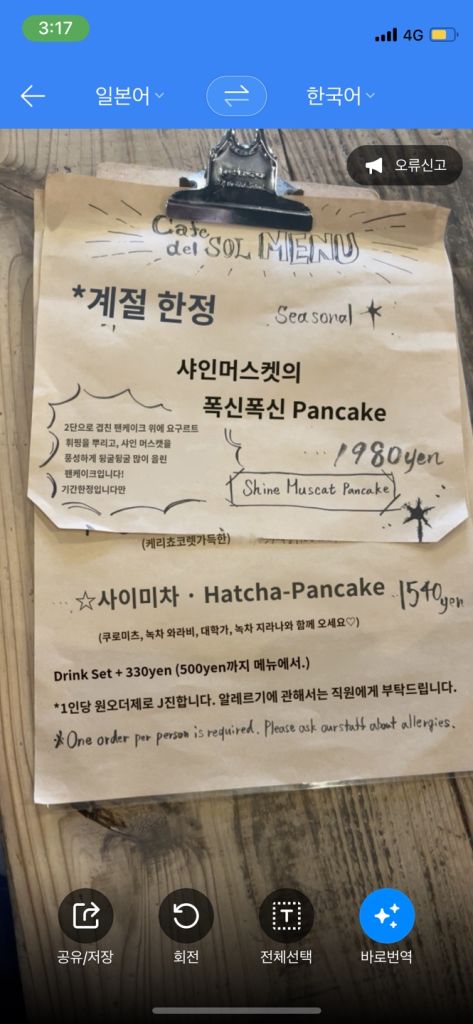 3:17
4G
일본어
한국어
오류신고
Cafe
del SOL MENU
*계절 한정
Seasonal
샤인머스켓의
폭신폭신 Pancake
2단으로 겹친 팬케이크 위에 요구르트
휘핑을 뿌리고, 샤인 머스캣을
풍성하게 뒹굴뒹굴 많이 올린
팬케이크입니다!
기간한정입니다만
1980yen
Shine Muscat Pancake
(케리쵸코렛가득한)
☆사이미차 · Hatcha-Pancake 1540yen
(쿠로미츠, 녹차 와라비, 대학가, 녹차 지라나와 함께 오세요♡)
Drink Set + 330yen (500yen까지 메뉴에서.)
*1인당 원오더제로 J진합니다. 알레르기에 관해서는 직원에게 부탁드립니다.
※One order per person is required. Please ask our staff about allergies.
공유/저장
회전
전체선택
바로번역